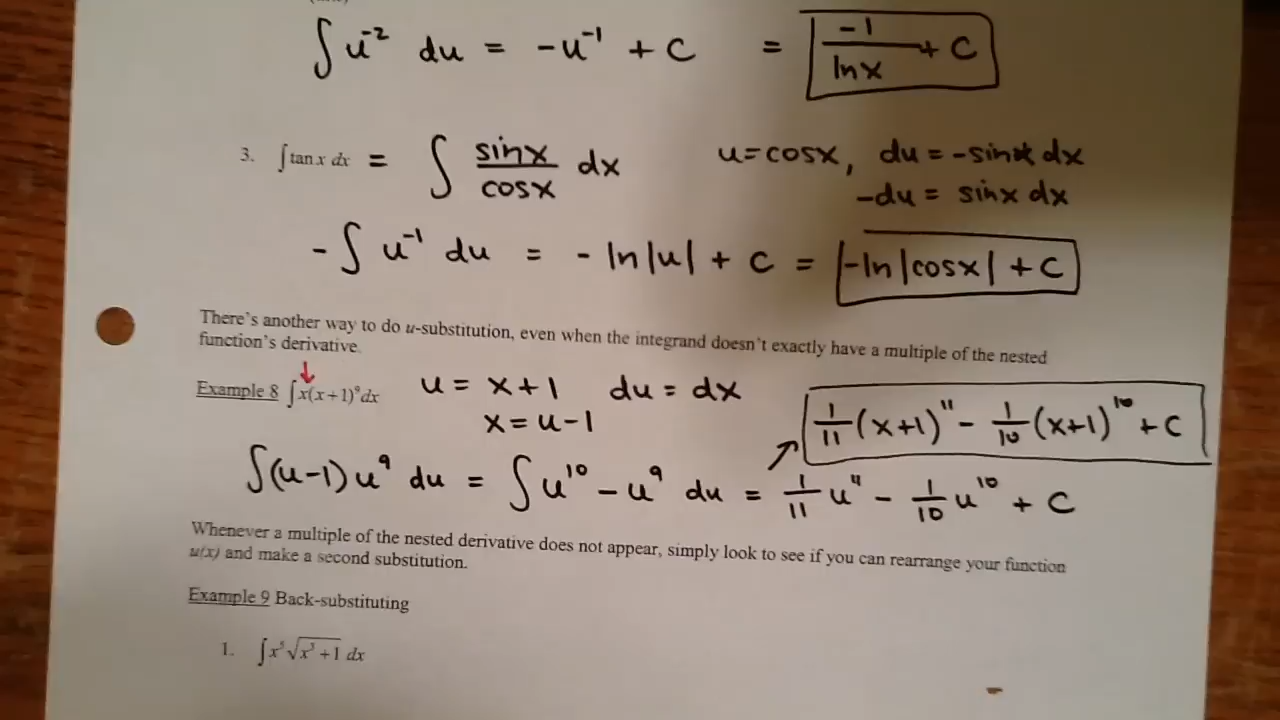 ∫ u⁻² du = -u⁻¹ + C = -1/ln x + C
3. ∫ tan x dx = ∫ sinx/cosx dx u = cosx, du = -sinx dx
-du = sinx dx
- ∫ u⁻¹ du = - ln|u| + C = -ln|cosx| + C
There's another way to do u-substitution, even when the integrand doesn't exactly have a multiple of the nested
function's derivative.
Example 8 ∫ x(x+1)⁹ dx u = x+1 du = dx
x = u-1
1/11 (x+1)¹¹ - 1/10 (x+1)¹⁰ + C
∫(u-1)u⁹ du = ∫ u¹⁰ - u⁹ du = 1/11 u¹¹ - 1/10 u¹⁰ + C
Whenever a multiple of the nested derivative does not appear, simply look to see if you can rearrange your function
u(x) and make a second substitution.
Example 9 Back-substituting
1. ∫ x⁵ √(x³+1) dx